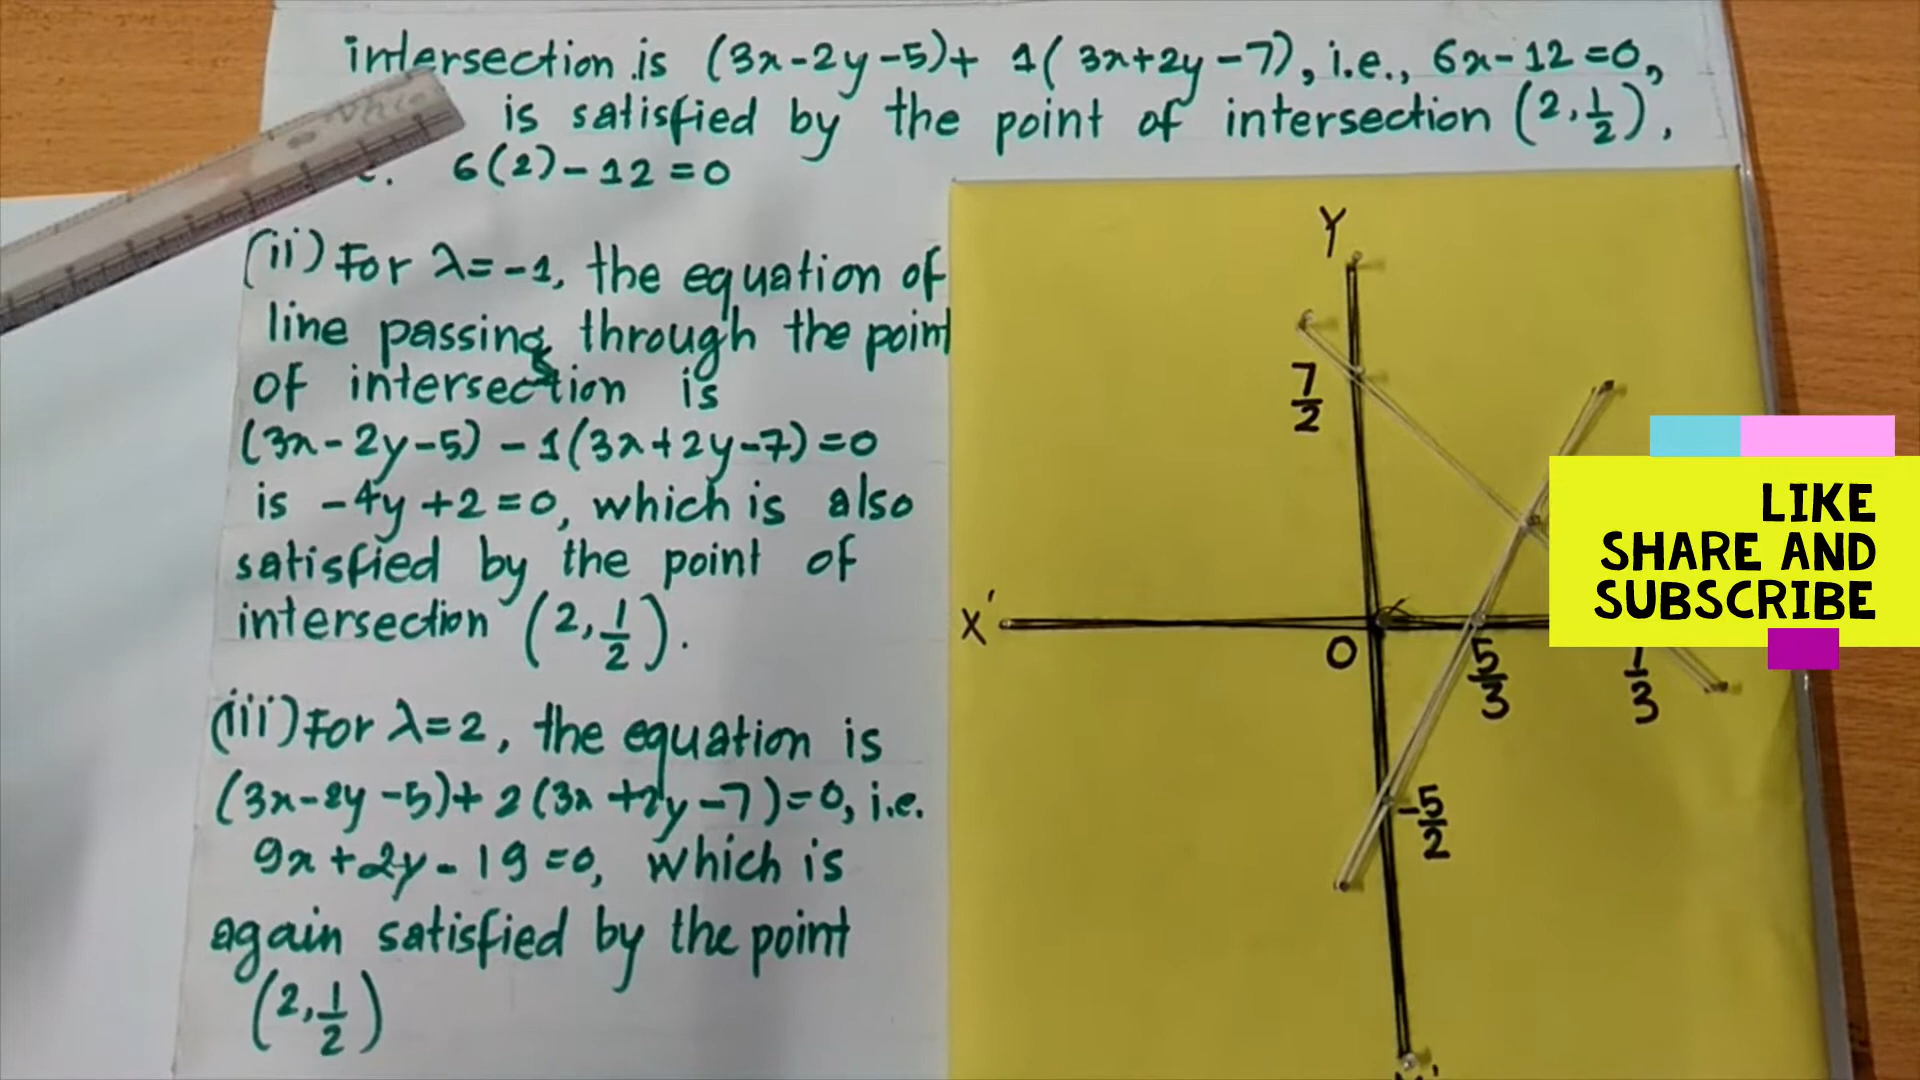 intersection is (3x-2y-5)+ 1(3x+2y-7), i.e., 6x-12=0,
is satisfied by the point of intersection (2,1/2),
6(2)-12=0
(ii) For λ=-1, the equation of
line passing through the point
of intersection is
(3x-2y-5) -1(3x+2y-7)=0
is -4y+2=0, which is also
satisfied by the point of
intersection (2,1/2).
(iii) For λ=2, the equation is
(3x-2y-5)+2(3x+2y-7)=0, i.e.
9x+2y-19=0, which is
again satisfied by the point
(2,1/2)
Y
7/2
X'
O
5/3
1/3
-5/2
LIKE
SHARE AND
SUBSCRIBE